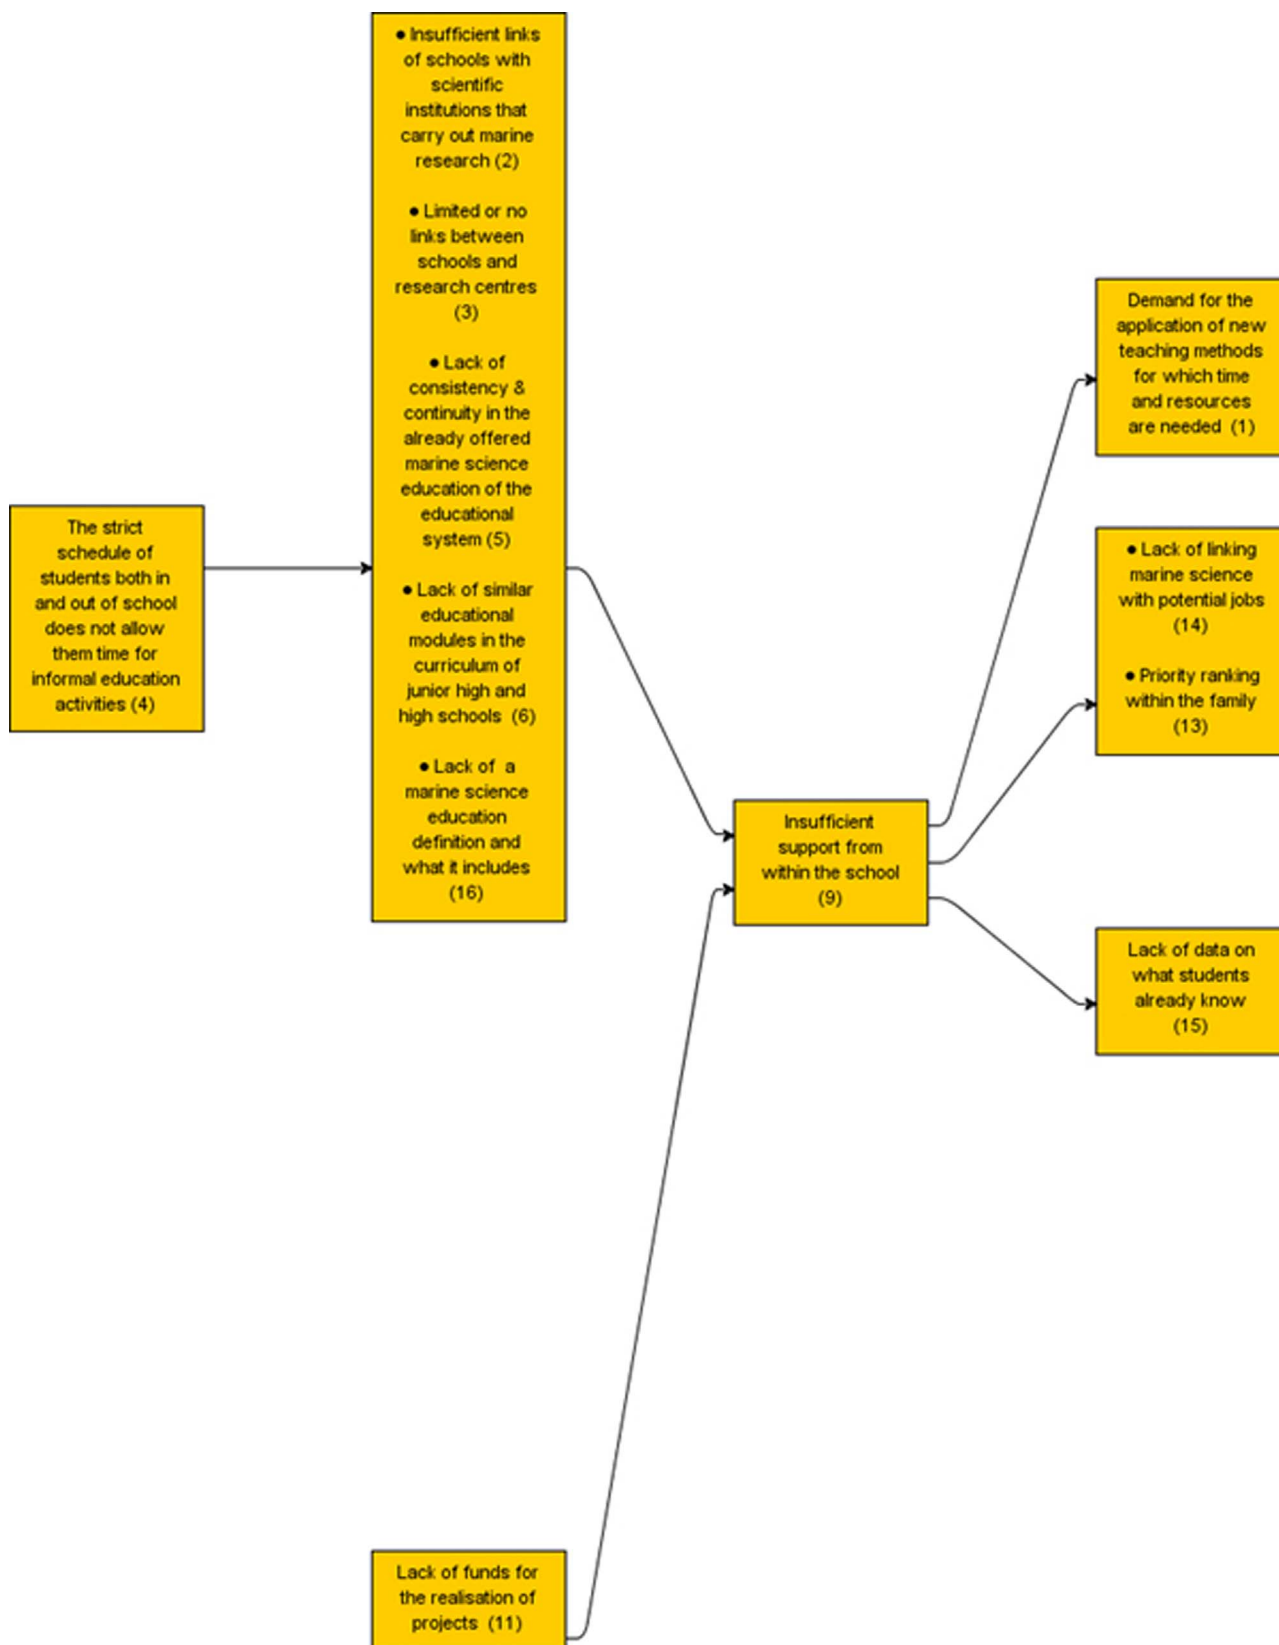 The strict
schedule of
students both in
and out of school
does not allow
them time for
informal education
activities (4)
● Insufficient links
of schools with
scientific
institutions that
carry out marine
research (2)
● Limited or no
links between
schools and
research centres
(3)
● Lack of
consistency &
continuity in the
already offered
marine science
education of the
educational
system (5)
● Lack of similar
educational
modules in the
curriculum of
junior high and
high schools (6)
● Lack of a
marine science
education
definition and
what it includes
(16)
Lack of funds for
the realisation of
projects (11)
Insufficient
support from
within the school
(9)
Demand for the
application of new
teaching methods
for which time
and resources
are needed (1)
● Lack of linking
marine science
with potential jobs
(14)
● Priority ranking
within the family
(13)
Lack of data on
what students
already know
(15)